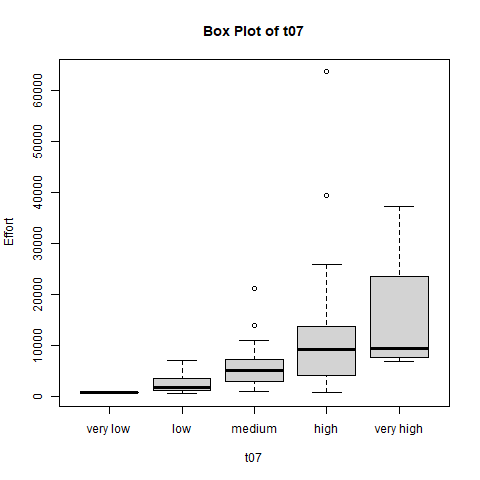 Box Plot of t07
Effort
60000
50000
40000
30000
20000
10000
0
very low
low
medium
high
very high
t07